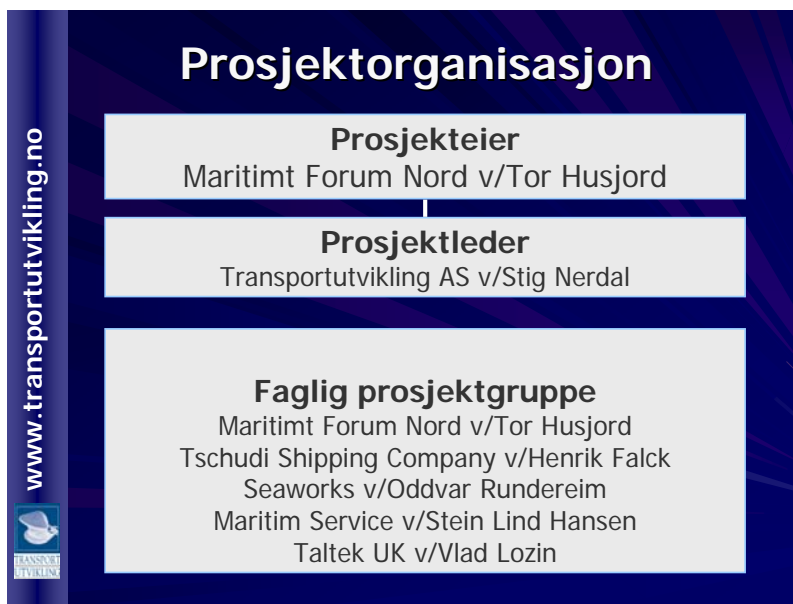 Prosjektorganisasjon
www.transportutvikling.no
Prosjekteier
Maritimt Forum Nord v/Tor Husjord
Prosjektleder
Transportutvikling AS v/Stig Nerdal
Faglig prosjektgruppe
Maritimt Forum Nord v/Tor Husjord
Tschudi Shipping Company v/Henrik Falck
Seaworks v/Oddvar Rundereim
Maritim Service v/Stein Lind Hansen
Taltek UK v/Vlad Lozin
TRANSPORT
UTVIKLING